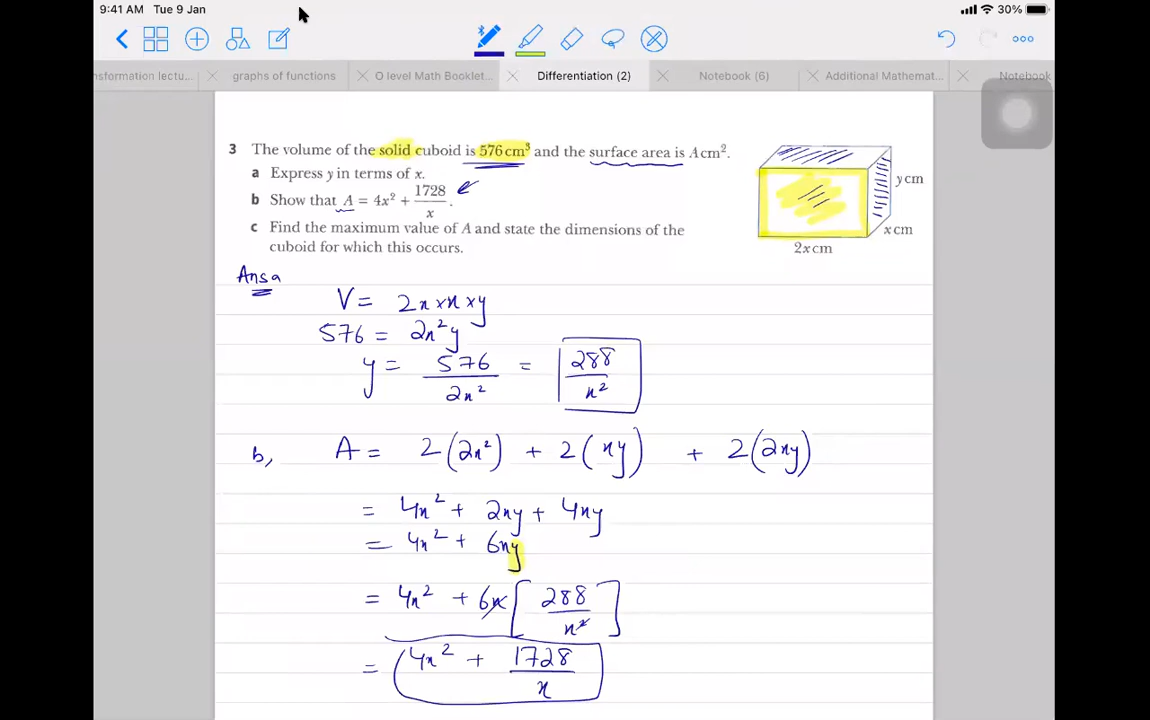 9:41 AM Tue 9 Jan
30%
nsformation lectu...
graphs of functions
O level Math Booklet...
Differentiation (2)
Notebook (6)
Additional Mathemat...
Notebook
3 The volume of the solid cuboid is 576 cm³ and the surface area is A cm².
a Express y in terms of x.
b Show that A = 4x² + 1728/x.
c Find the maximum value of A and state the dimensions of the
cuboid for which this occurs.
y cm
x cm
2x cm
Ans a
V = 2x × x × y
576 = 2x²y
y = 576/2x² = 288/x²
b, A = 2(2x²) + 2(xy) + 2(2xy)
= 4x² + 2xy + 4xy
= 4x² + 6xy
= 4x² + 6x[288/x²]
= 4x² + 1728/x